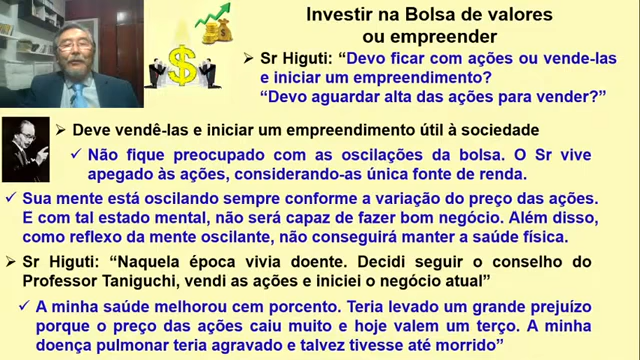 Investir na Bolsa de valores
ou empreender
➢ Sr Higuti: “Devo ficar com ações ou vende-las
e iniciar um empreendimento?
“Devo aguardar alta das ações para vender?”
$
➢ Deve vendê-las e iniciar um empreendimento útil à sociedade
✓ Não fique preocupado com as oscilações da bolsa. O Sr vive
apegado às ações, considerando-as única fonte de renda.
✓ Sua mente está oscilando sempre conforme a variação do preço das ações.
E com tal estado mental, não será capaz de fazer bom negócio. Além disso,
como reflexo da mente oscilante, não conseguirá manter a saúde física.
➢ Sr Higuti: “Naquela época vivia doente. Decidi seguir o conselho do
Professor Taniguchi, vendi as ações e iniciei o negócio atual”
✓ A minha saúde melhorou cem porcento. Teria levado um grande prejuízo
porque o preço das ações caiu muito e hoje valem um terço. A minha
doença pulmonar teria agravado e talvez tivesse até morrido”